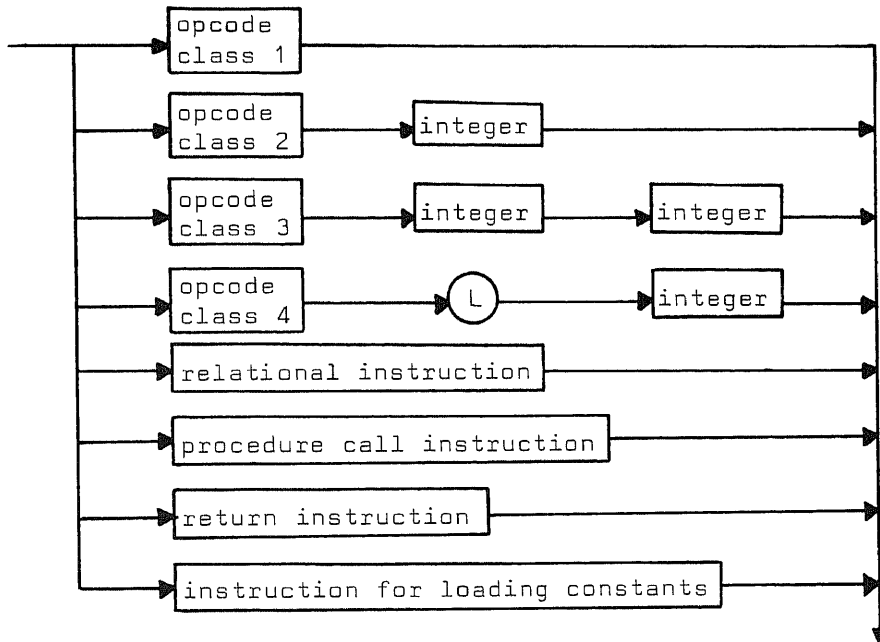 opcode
class 1
opcode
class 2
integer
opcode
class 3
integer
integer
opcode
class 4
L
integer
relational instruction
procedure call instruction
return instruction
instruction for loading constants